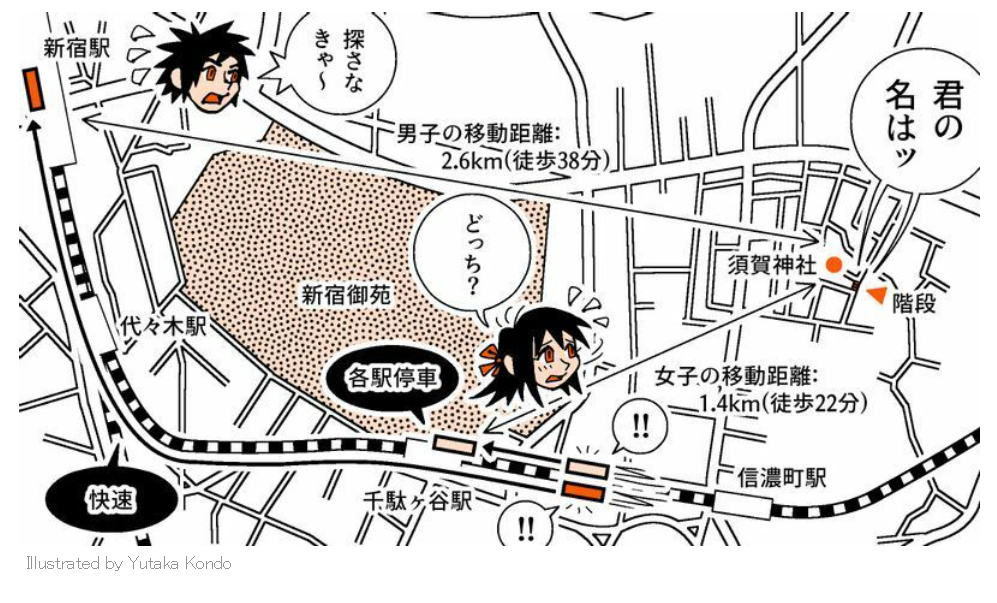 新宿駅
探さな
きゃ～
君の
名はッ
男子の移動距離：
2.6km(徒歩38分)
どっち？
須賀神社
階段
新宿御苑
代々木駅
各駅停車
女子の移動距離：
1.4km(徒歩22分)
!!
信濃町駅
快速
千駄ヶ谷駅
!!
Illustrated by Yutaka Kondo